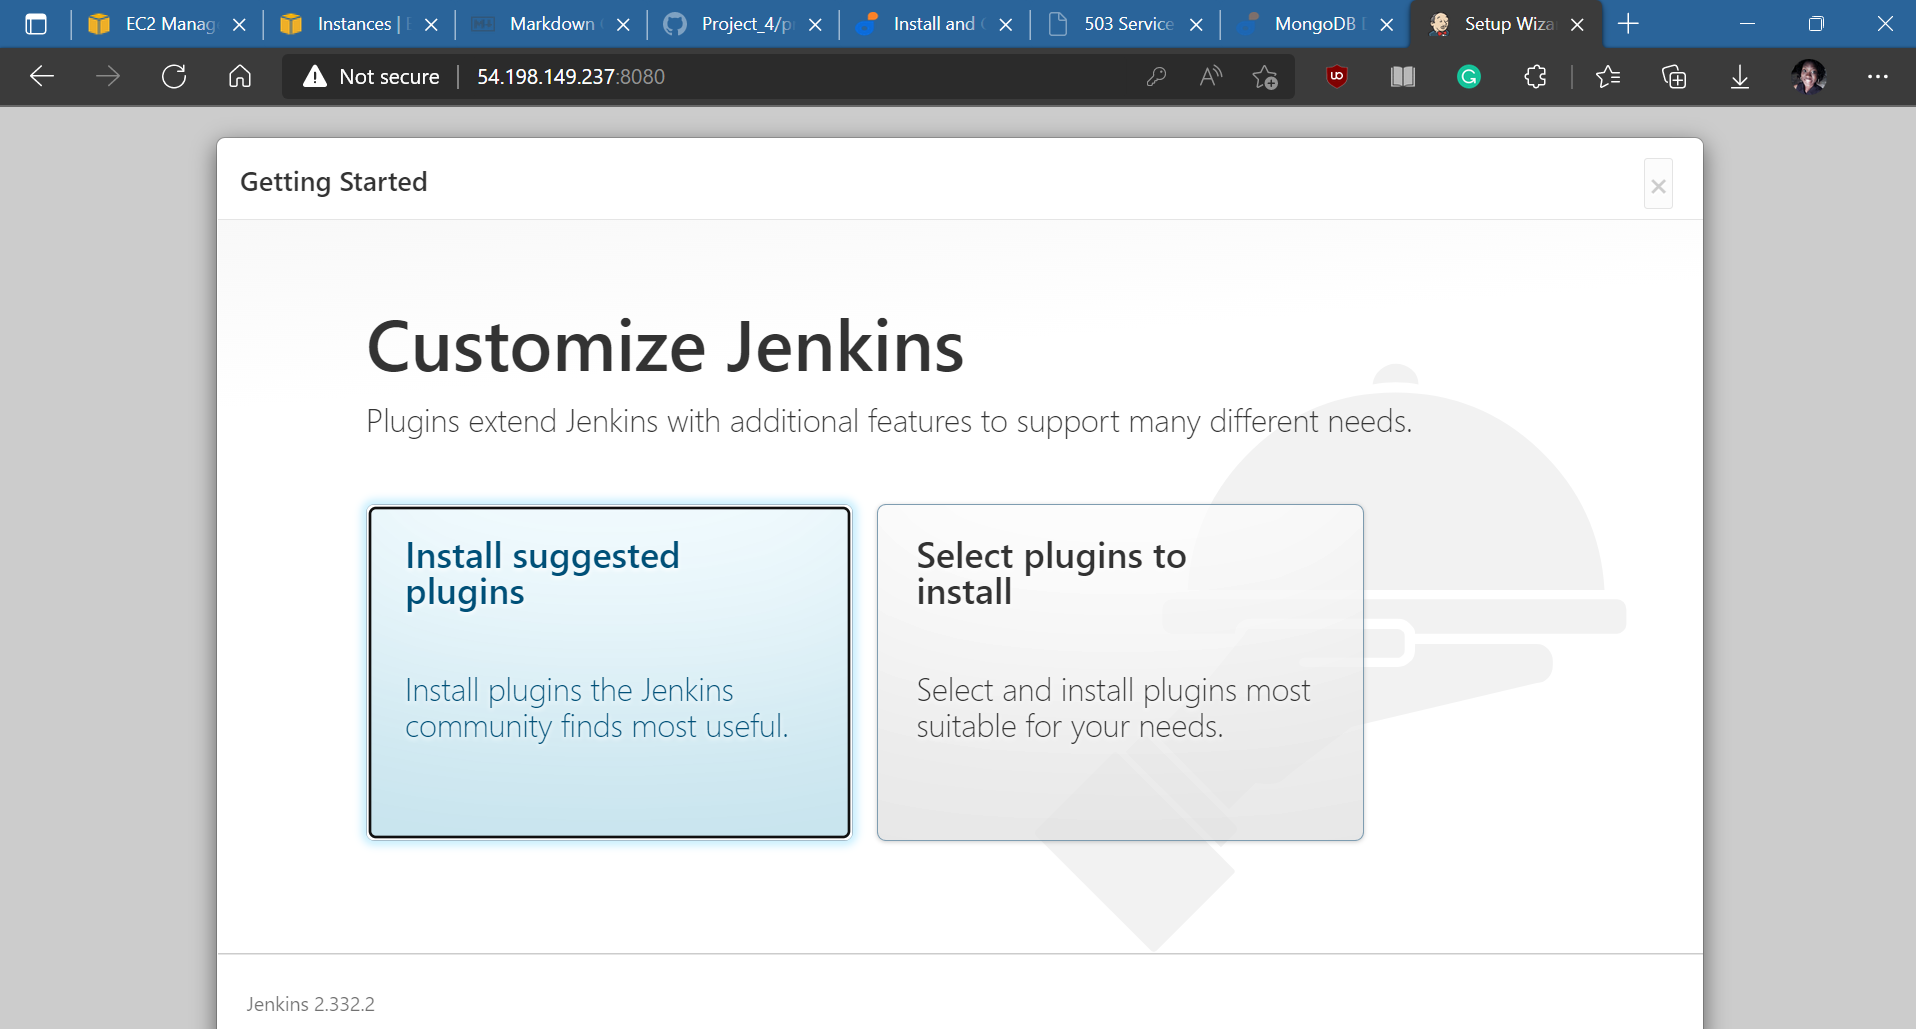 EC2 Manag
Instances | E
Markdown
Project_4/p
Install and
503 Service
MongoDB
Setup Wiza
Not secure
54.198.149.237:8080
Getting Started
Customize Jenkins
Plugins extend Jenkins with additional features to support many different needs.
Install suggested
plugins
Install plugins the Jenkins
community finds most useful.
Select plugins to
install
Select and install plugins most
suitable for your needs.
Jenkins 2.332.2